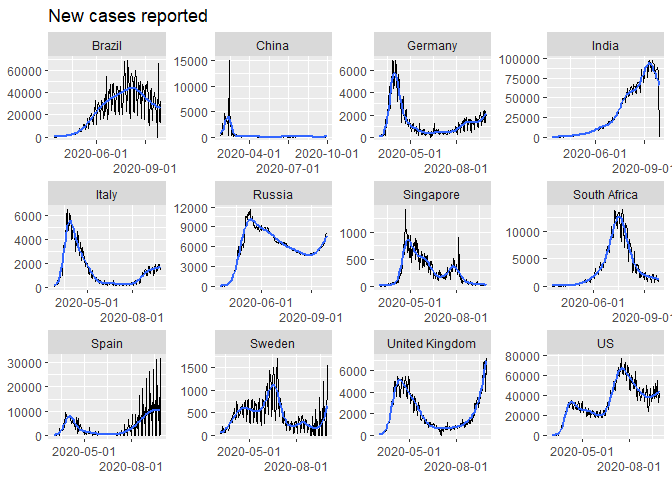 New cases reported
Brazil China Germany India
60000 15000 6000 100000
40000 10000 4000 75000
20000 5000 2000 50000
25000
0 0 0 0
2020-06-01 2020-04-01 2020-10-01 2020-05-01 2020-06-01
2020-09-01 2020-07-01 2020-08-01 2020-09-01
Italy Russia Singapore South Africa
6000 12000 1000 10000
4000 9000 500 5000
2000 6000
3000
0 0 0 0
2020-05-01 2020-06-01 2020-05-01 2020-06-01
2020-08-01 2020-09-01 2020-08-01 2020-09-01
Spain Sweden United Kingdom US
30000 1500 6000 80000
20000 1000 4000 60000
10000 500 2000 40000
20000
0 0 0 0
2020-05-01 2020-05-01 2020-05-01 2020-05-01
2020-08-01 2020-08-01 2020-08-01 2020-08-01